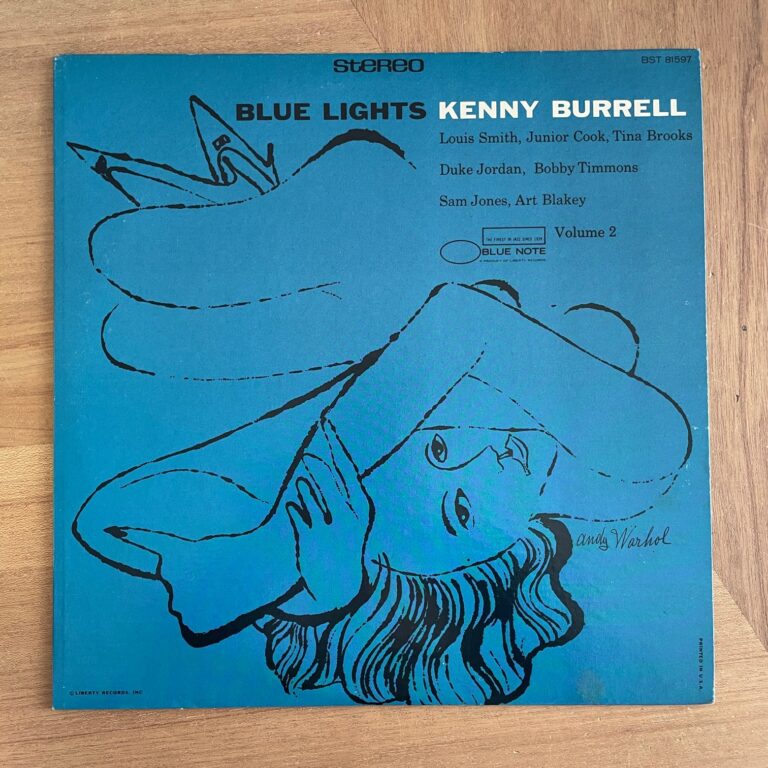 STEREO
BST 81597
BLUE LIGHTS KENNY BURRELL
Louis Smith, Junior Cook, Tina Brooks
Duke Jordan, Bobby Timmons
Sam Jones, Art Blakey
Volume 2
THE FINEST IN JAZZ SINCE 1939
BLUE NOTE
A PRODUCT OF LIBERTY RECORDS
andy Warhol
© LIBERTY RECORDS, INC
PRINTED IN U.S.A.